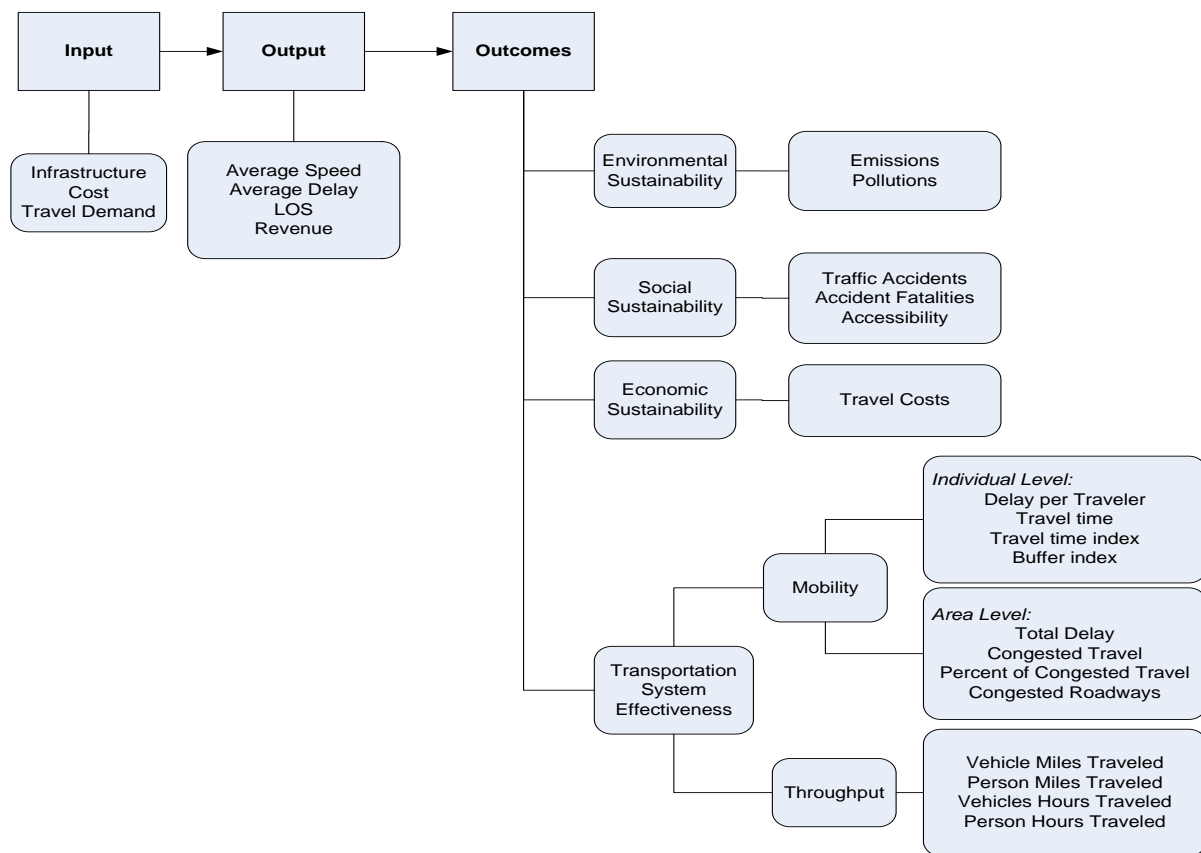 Input
Output
Outcomes
Infrastructure
Cost
Travel Demand
Average Speed
Average Delay
LOS
Revenue
Environmental
Sustainability
Emissions
Pollutions
Social
Sustainability
Traffic Accidents
Accident Fatalities
Accessibility
Economic
Sustainability
Travel Costs
Transportation
System
Effectiveness
Mobility
Individual Level:
Delay per Traveler
Travel time
Travel time index
Buffer index
Area Level:
Total Delay
Congested Travel
Percent of Congested Travel
Congested Roadways
Throughput
Vehicle Miles Traveled
Person Miles Traveled
Vehicles Hours Traveled
Person Hours Traveled